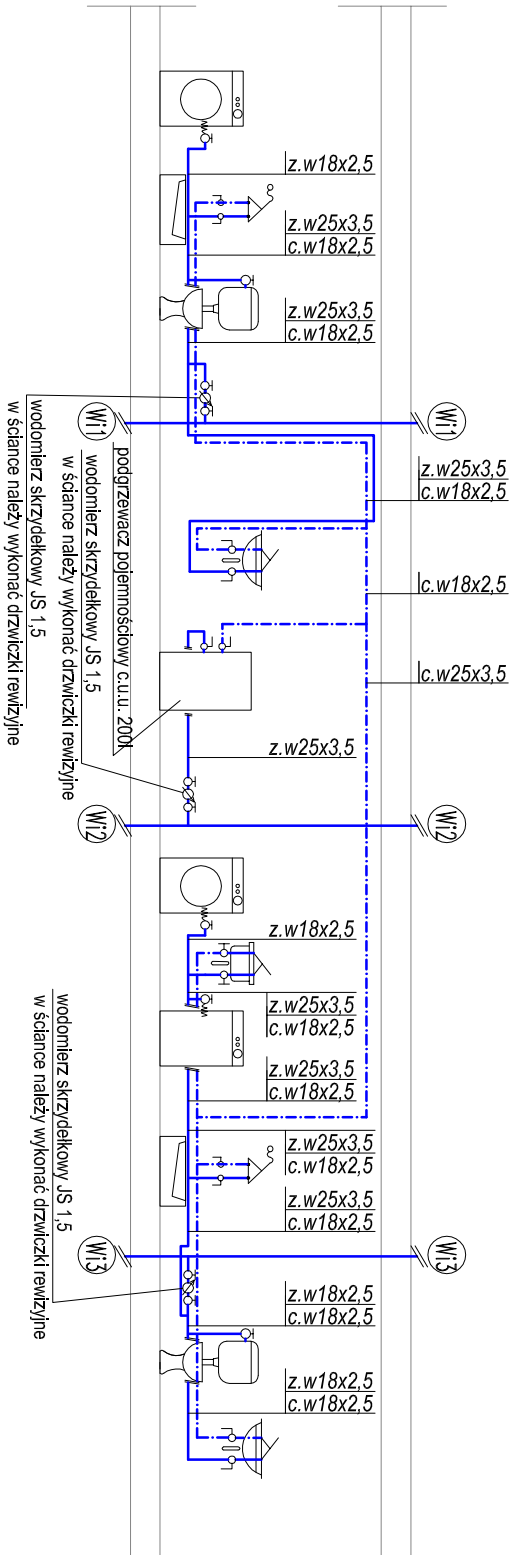 z.w18x2,5
z.w25x3,5
c.w18x2,5
z.w25x3,5
c.w18x2,5
Wi1
Wi1
wodomierz skrzydełkowy JS 1,5
w ściance należy wykonać drzwiczki rewizyjne
z.w25x3,5
c.w18x2,5
c.w18x2,5
c.w25x3,5
podgrzewacz pojemnościowy c.u.u. 200l
wodomierz skrzydełkowy JS 1,5
w ściance należy wykonać drzwiczki rewizyjne
z.w25x3,5
Wi2
Wi2
z.w18x2,5
z.w25x3,5
c.w18x2,5
z.w25x3,5
c.w18x2,5
z.w25x3,5
c.w18x2,5
z.w25x3,5
c.w18x2,5
Wi3
Wi3
wodomierz skrzydełkowy JS 1,5
w ściance należy wykonać drzwiczki rewizyjne
z.w18x2,5
c.w18x2,5
z.w18x2,5
c.w18x2,5